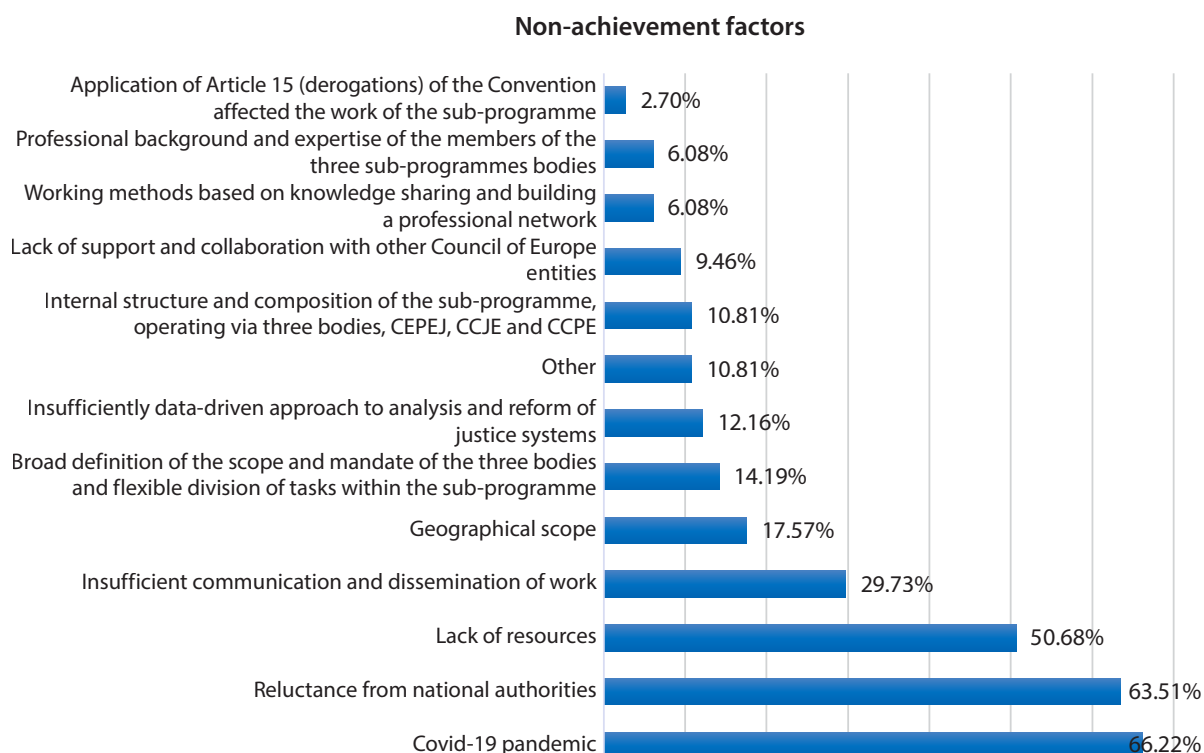 Non-achievement factors
Application of Article 15 (derogations) of the Convention
affected the work of the sub-programme
2.70%
Professional background and expertise of the members of the
three sub-programmes bodies
6.08%
Working methods based on knowledge sharing and building
a professional network
6.08%
Lack of support and collaboration with other Council of Europe
entities
9.46%
Internal structure and composition of the sub-programme,
operating via three bodies, CEPEJ, CCJE and CCPE
10.81%
Other
10.81%
Insufficiently data-driven approach to analysis and reform of
justice systems
12.16%
Broad definition of the scope and mandate of the three bodies
and flexible division of tasks within the sub-programme
14.19%
Geographical scope
17.57%
Insufficient communication and dissemination of work
29.73%
Lack of resources
50.68%
Reluctance from national authorities
63.51%
Covid-19 pandemic
66.22%